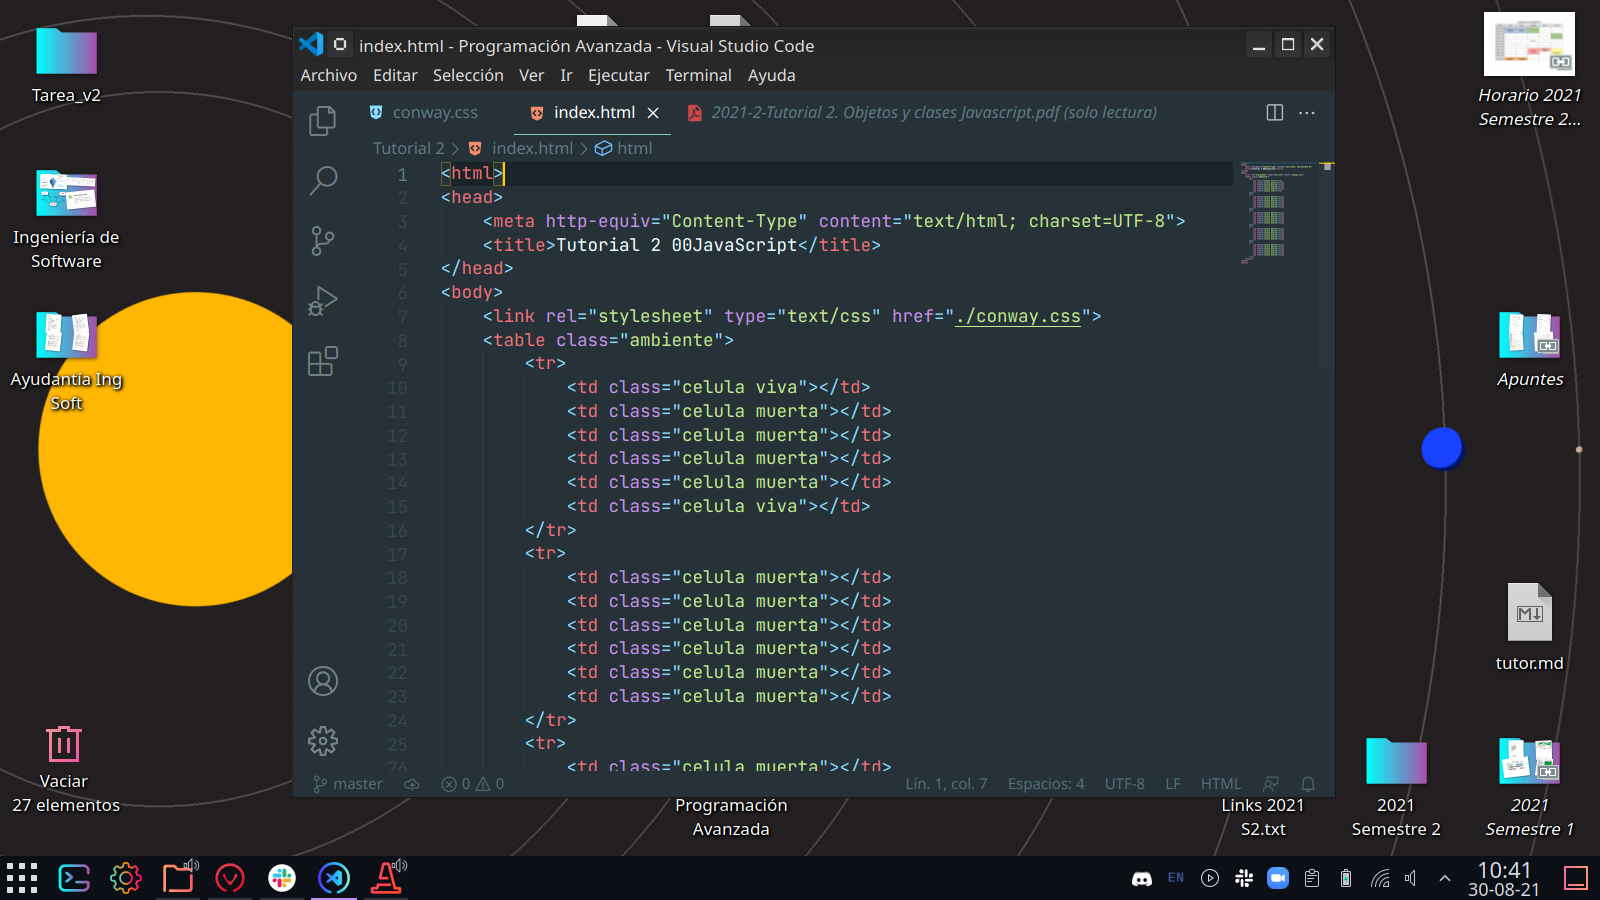 Tarea_v2
Ingeniería de
Software
Ayudantía Ing
Soft
Vaciar
27 elementos
index.html - Programación Avanzada - Visual Studio Code
Archivo Editar Selección Ver Ir Ejecutar Terminal Ayuda
conway.css index.html 2021-2-Tutorial 2. Objetos y clases Javascript.pdf (solo lectura)
Tutorial 2 > index.html > html
1 <html>
2 <head>
3 <meta http-equiv="Content-Type" content="text/html; charset=UTF-8">
4 <title>Tutorial 2 OOJavaScript</title>
5 </head>
6 <body>
7 <link rel="stylesheet" type="text/css" href="./conway.css">
8 <table class="ambiente">
9 <tr>
10 <td class="celula viva"></td>
11 <td class="celula muerta"></td>
12 <td class="celula muerta"></td>
13 <td class="celula muerta"></td>
14 <td class="celula muerta"></td>
15 <td class="celula viva"></td>
16 </tr>
17 <tr>
18 <td class="celula muerta"></td>
19 <td class="celula muerta"></td>
20 <td class="celula muerta"></td>
21 <td class="celula muerta"></td>
22 <td class="celula muerta"></td>
23 <td class="celula muerta"></td>
24 </tr>
25 <tr>
26 <td class="celula muerta"></td>
master 0 0 Lín. 1, col. 7 Espacios: 4 UTF-8 LF HTML
Programación
Avanzada
Horario 2021
Semestre 2...
Apuntes
tutor.md
Links 2021
S2.txt
2021
Semestre 2
2021
Semestre 1
EN
10:41
30-08-21